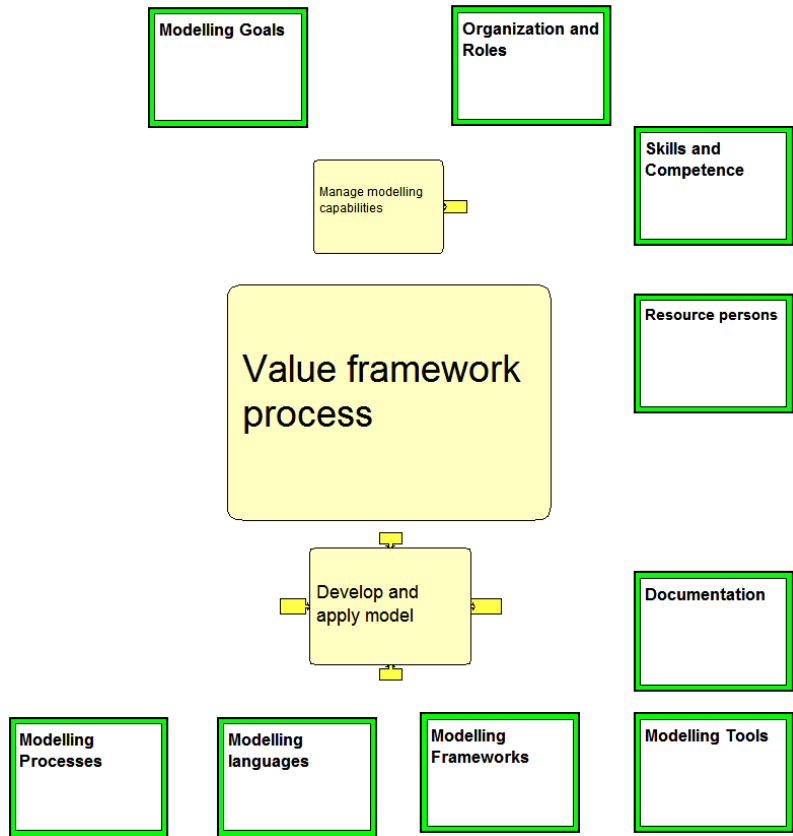 Modelling Goals
Organization and
Roles
Skills and
Competence
Manage modelling
capabilities
Resource persons
Value framework
process
Develop and
apply model
Documentation
Modelling
Processes
Modelling
languages
Modelling
Frameworks
Modelling Tools